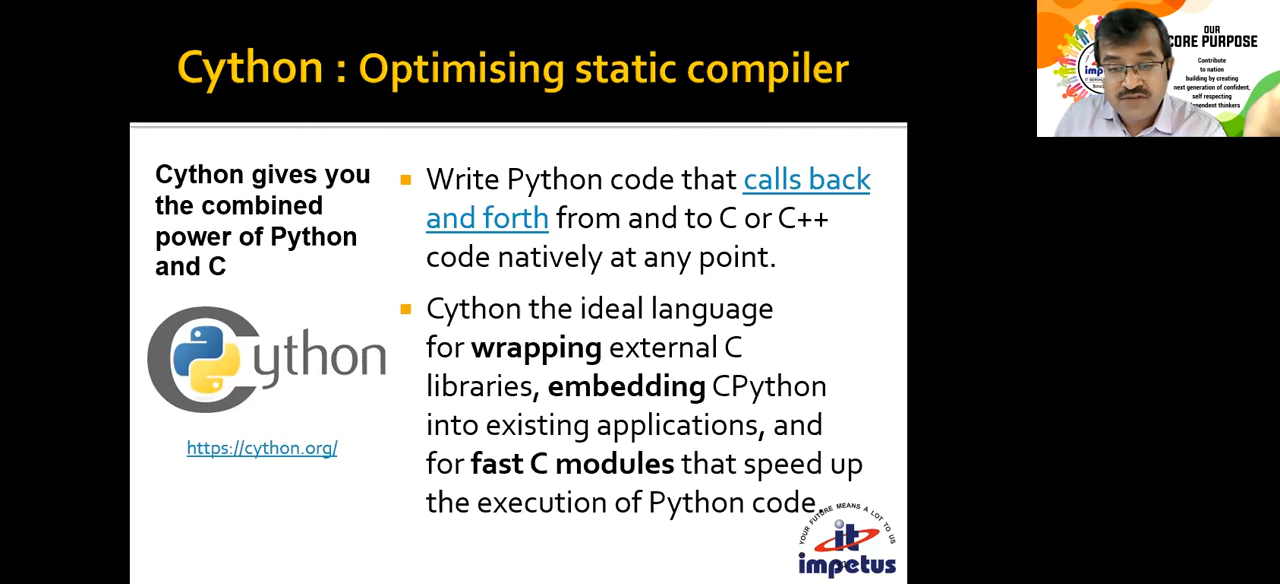 Cython : Optimising static compiler
Cython gives you
the combined
power of Python
and C
Cython
https://cython.org/
Write Python code that calls back
and forth from and to C or C++
code natively at any point.
Cython the ideal language
for wrapping external C
libraries, embedding CPython
into existing applications, and
for fast C modules that speed up
the execution of Python code.
YOUR FUTURE MEANS A LOT TO US
it
impetus
OUR
CORE PURPOSE
Contribute
to nation
building by creating
next generation of confident,
self respecting